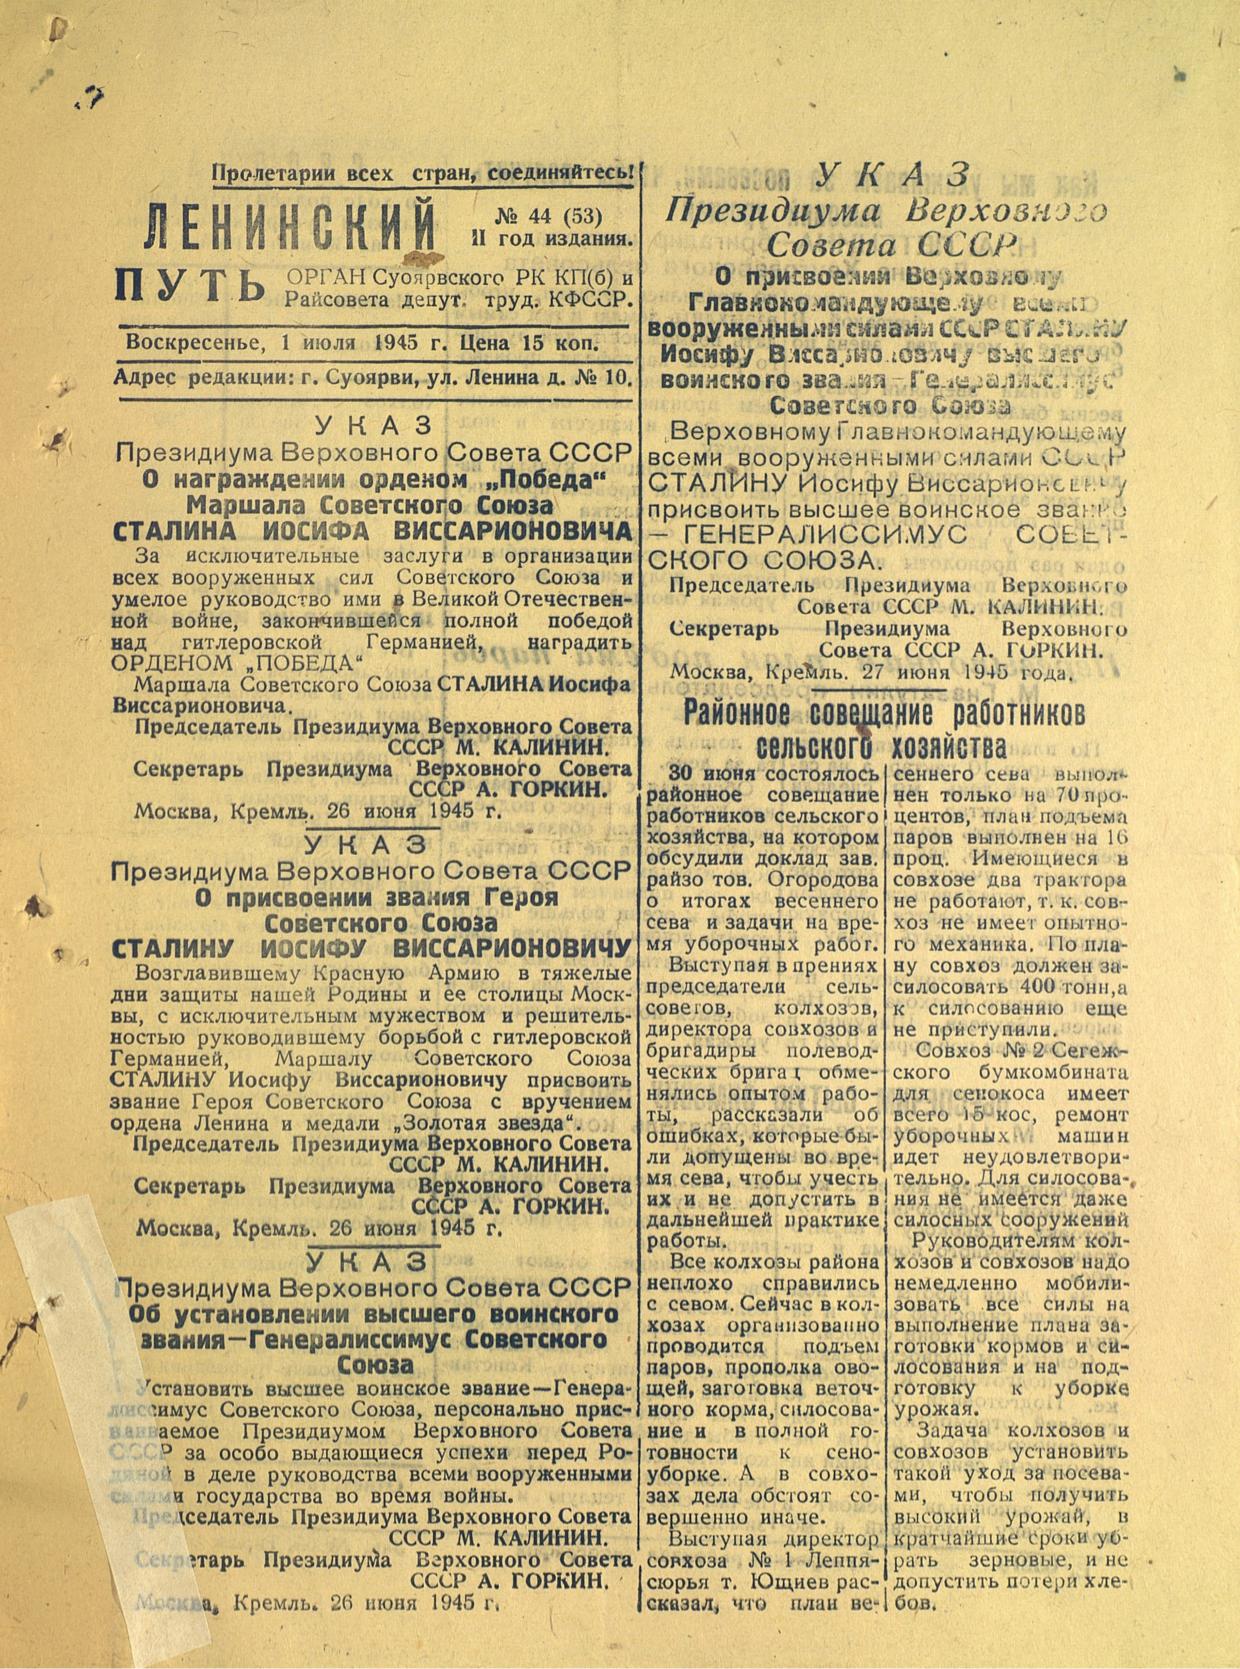 Пролетарии всех стран, соединяйтесь!
ЛЕНИНСКИЙ
№ 44 (53)
II год издания.
ПУТЬ
ОРГАН Суоярвского РК КП(б) и
Райсовета депут. труд. КФССР.
Воскресенье, 1 июля 1945 г. Цена 15 коп.
Адрес редакции: г. Суоярви, ул. Ленина д. № 10.
УКАЗ
Президиума Верховного Совета СССР
О награждении орденом „Победа“
Маршала Советского Союза
СТАЛИНА ИОСИФА ВИССАРИОНОВИЧА
За исключительные заслуги в организации
всех вооруженных сил Советского Союза и
умелое руководство ими в Великой Отечествен-
ной войне, закончившейся полной победой
над гитлеровской Германией, наградить
ОРДЕНОМ „ПОБЕДА“
Маршала Советского Союза СТАЛИНА Иосифа
Виссарионовича.
Председатель Президиума Верховного Совета
СССР М. КАЛИНИН.
Секретарь Президиума Верховного Совета
СССР А. ГОРКИН.
Москва, Кремль. 26 июня 1945 г.
УКАЗ
Президиума Верховного Совета СССР
О присвоении звания Героя
Советского Союза
СТАЛИНУ ИОСИФУ ВИССАРИОНОВИЧУ
Возглавившему Красную Армию в тяжелые
дни защиты нашей Родины и ее столицы Моск-
вы, с исключительным мужеством и решитель-
ностью руководившему борьбой с гитлеровской
Германией, Маршалу Советского Союза
СТАЛИНУ Иосифу Виссарионовичу присвоить
звание Героя Советского Союза с вручением
ордена Ленина и медали „Золотая звезда“.
Председатель Президиума Верховного Совета
СССР М. КАЛИНИН.
Секретарь Президиума Верховного Совета
СССР А. ГОРКИН.
Москва, Кремль. 26 июня 1945 г.
УКАЗ
Президиума Верховного Совета СССР
Об установлении высшего воинского
звания—Генералиссимус Советского
Союза
Установить высшее воинское звание—Генера-
лиссимус Советского Союза, персонально прис-
ваиваемое Президиумом Верховного Совета
СССР за особо выдающиеся успехи перед Ро-
диной в деле руководства всеми вооруженными
силами государства во время войны.
Председатель Президиума Верховного Совета
СССР М. КАЛИНИН.
Секретарь Президиума Верховного Совета
СССР А. ГОРКИН.
Москва, Кремль. 26 июня 1945 г.
УКАЗ
Президиума Верховного
Совета СССР
О присвоении Верховному
Главнокомандующему всеми
вооруженными силами СССР СТАЛИНУ
Иосифу Виссарионовичу высшего
воинского звания—Генералиссимус
Советского Союза
Верховному Главнокомандующему
всеми вооруженными силами СССР
СТАЛИНУ Иосифу Виссарионовичу
присвоить высшее воинское звание
— ГЕНЕРАЛИССИМУС СОВЕТ-
СКОГО СОЮЗА.
Председатель Президиума Верховного
Совета СССР М. КАЛИНИН.
Секретарь Президиума Верховного
Совета СССР А. ГОРКИН.
Москва, Кремль. 27 июня 1945 года.
Районное совещание работников
сельского хозяйства
30 июня состоялось
районное совещание
работников сельского
хозяйства, на котором
обсудили доклад зав.
райзо тов. Огородова
о итогах весеннего
сева и задачи на вре-
мя уборочных работ.
Выступая в прениях
председатели сель-
советов, колхозов,
директора совхозов и
бригадиры полевод-
ческих бригад обме-
нялись опытом рабо-
ты, рассказали об
ошибках, которые бы-
ли допущены во вре-
мя сева, чтобы учесть
их и не допустать в
дальнейшей практике
работы.
Все колхозы района
неплохо справились
с севом. Сейчас в кол-
хозах организованно
проводится подъем
паров, прополка ово-
щей, заготовка веточ-
ного корма, силосова-
ние и в полной го-
товности к сено-
уборке. А в совхо-
зах дела обстоят со-
вершенно иначе.
Выступая директор
совхоза № 1 Леппя-
сюрья т. Ющиев рас-
сказал, что план ве-
сеннего сева выпол-
нен только на 70 про-
центов, план подъема
паров выполнен на 16
проц. Имеющиеся в
совхозе два трактора
не работают, т. к. сов-
хоз не имеет опытно-
го механика. По пла-
ну совхоз должен за-
силосовать 400 тонн, а
к силосованию еще
не приступили.
Совхоз № 2 Сегеж-
ского бумкомбината
для сенокоса имеет
всего 15 кос, ремонт
уборочных машин
идет неудовлетвори-
тельно. Для силосова-
ния не имеется даже
силосных сооружений
Руководителям кол-
хозов и совхозов надо
немедленно мобили-
зовать все силы на
выполнение плана за-
готовки кормов и си-
лосования и на под-
готовку к уборке
урожая.
Задача колхозов и
совхозов установить
такой уход за посева-
ми, чтобы получить
высокий урожай, в
кратчайшие сроки уб-
рать зерновые, и не
допустить потери хле-
бов.